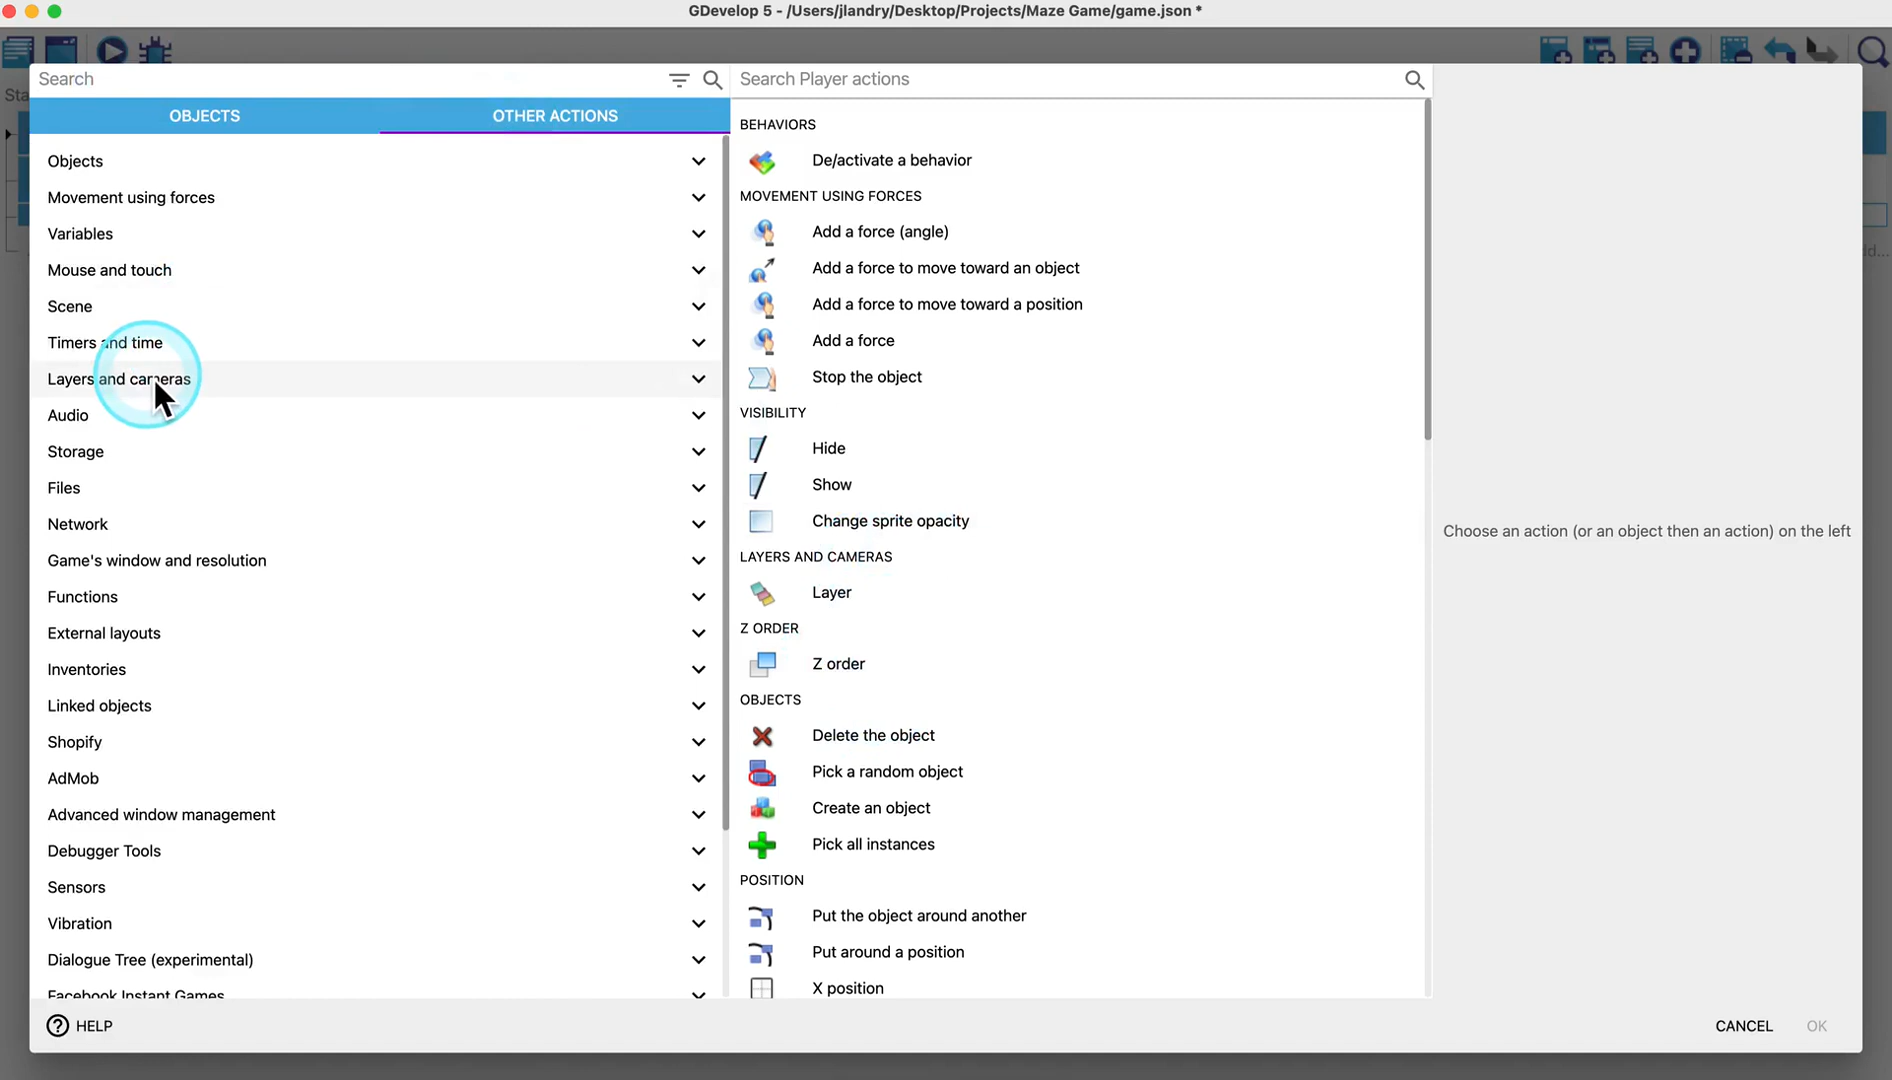 GDevelop 5 - /Users/jlandry/Desktop/Projects/Maze Game/game.json *
Sta
Search
Search Player actions
OBJECTS
OTHER ACTIONS
Objects
Movement using forces
Variables
Mouse and touch
Scene
Timers and time
Layers and cameras
Audio
Storage
Files
Network
Game's window and resolution
Functions
External layouts
Inventories
Linked objects
Shopify
AdMob
Advanced window management
Debugger Tools
Sensors
Vibration
Dialogue Tree (experimental)
Facebook Instant Games
BEHAVIORS
De/activate a behavior
MOVEMENT USING FORCES
Add a force (angle)
Add a force to move toward an object
Add a force to move toward a position
Add a force
Stop the object
VISIBILITY
Hide
Show
Change sprite opacity
LAYERS AND CAMERAS
Layer
Z ORDER
Z order
OBJECTS
Delete the object
Pick a random object
Create an object
Pick all instances
POSITION
Put the object around another
Put around a position
X position
Choose an action (or an object then an action) on the left
dd...
HELP
CANCEL
OK